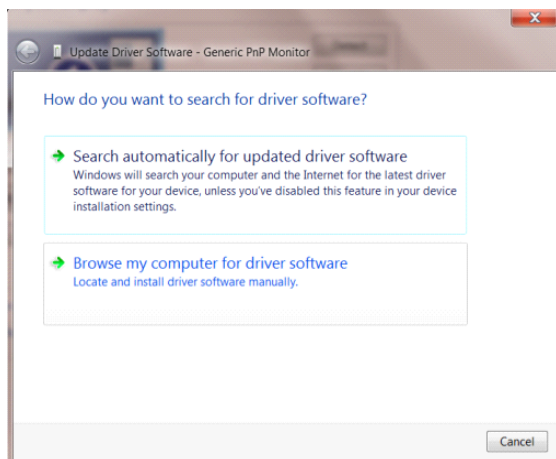 Update Driver Software - Generic PnP Monitor
How do you want to search for driver software?
Search automatically for updated driver software
Windows will search your computer and the Internet for the latest driver
software for your device, unless you've disabled this feature in your device
installation settings.
Browse my computer for driver software
Locate and install driver software manually.
Cancel